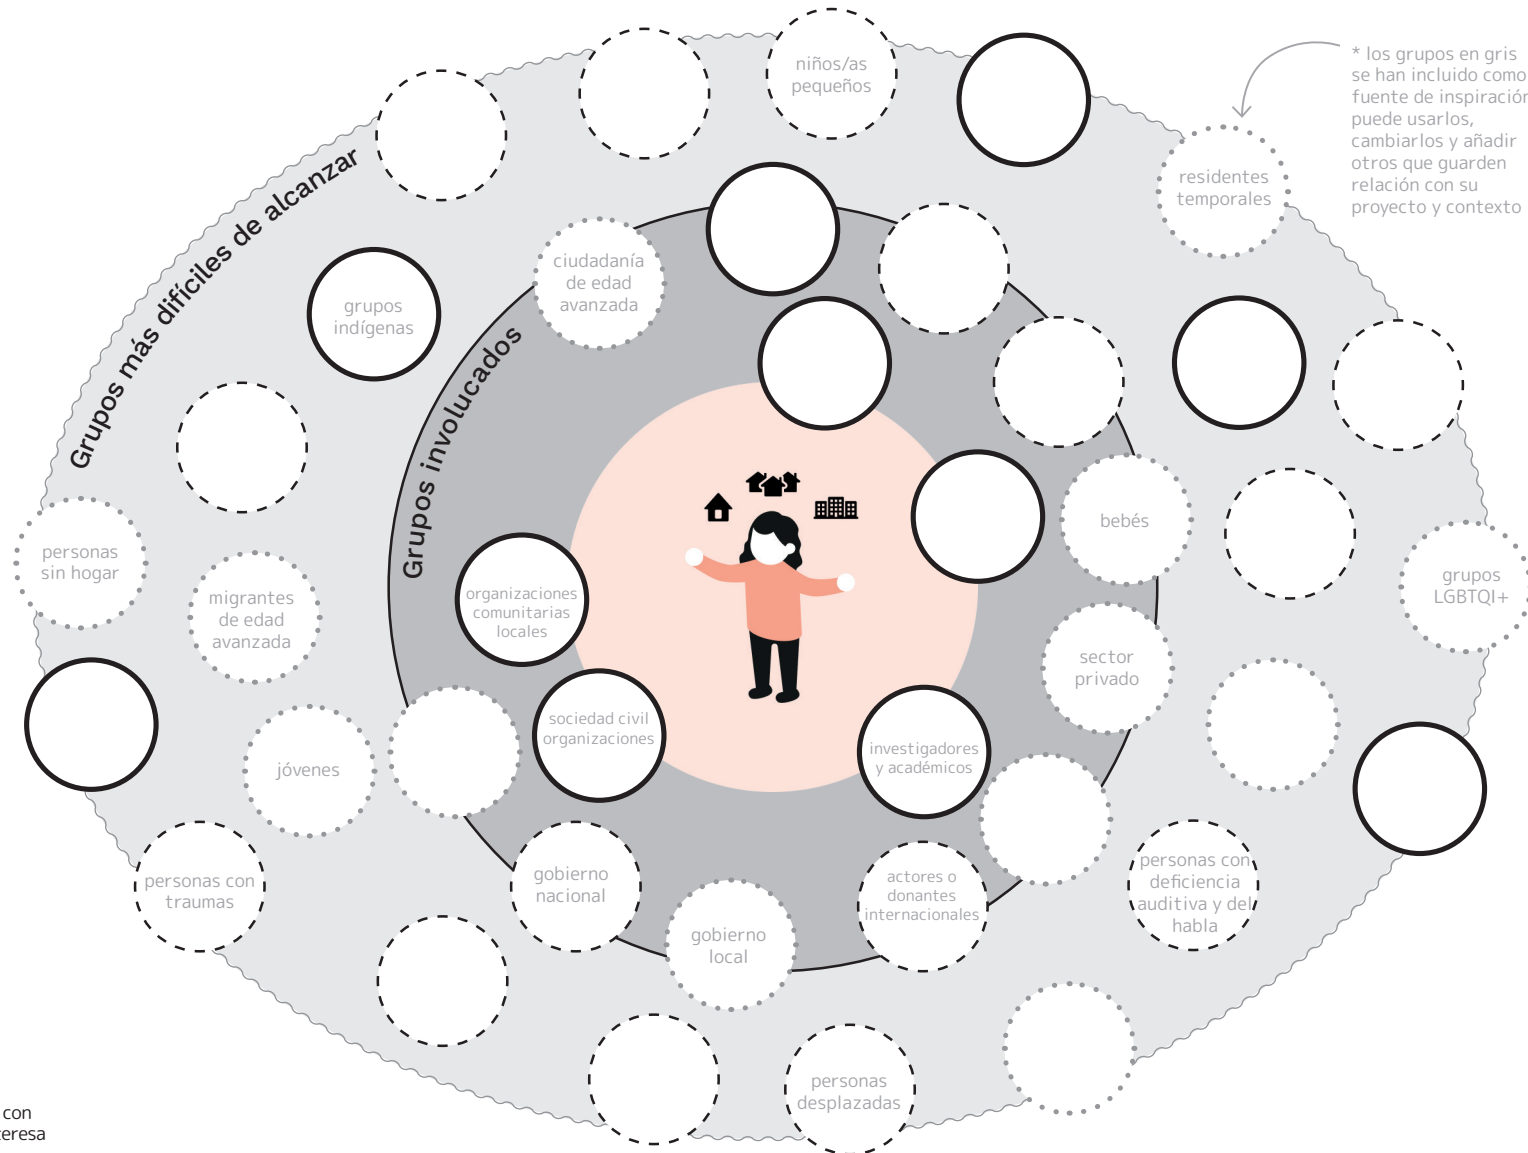 niños/as
pequeños
* los grupos en gris
se han incluido como
fuente de inspiración
puede usarlos,
cambiarlos y añadir
otros que guarden
relación con su
proyecto y contexto
residentes
temporales
Grupos más difíciles de alcanzar
ciudadanía
de edad
avanzada
grupos
indígenas
Grupos involucados
bebés
personas
sin hogar
migrantes
de edad
avanzada
organizaciones
comunitarias
locales
grupos
LGBTQI+
sector
privado
sociedad civil
organizaciones
investigadores
y académicos
jóvenes
personas con
traumas
gobierno
nacional
actores o
donantes
internacionales
personas con
deficiencia
auditiva y del
habla
gobierno
local
personas
desplazadas
con